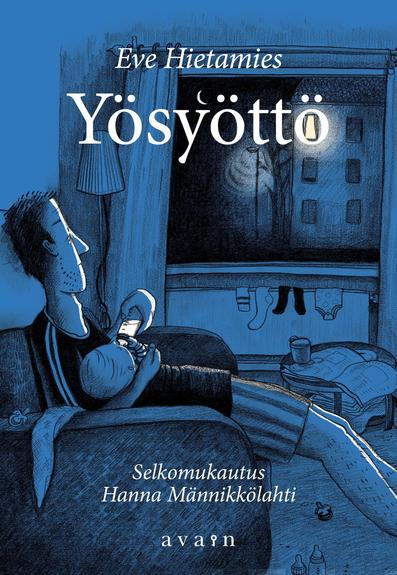 Eve Hietamies
Yösyöttö
Selkomukautus
Hanna Männikkölahti
avain